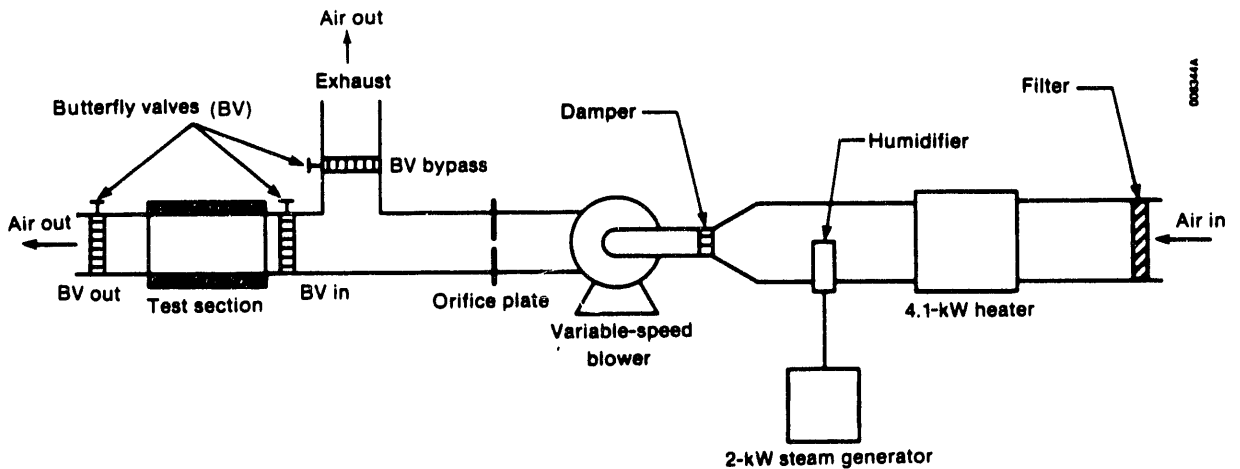 Air out
Exhaust
Butterfly valves (BV)
BV bypass
Damper
Humidifier
Filter
006344A
Air out
Air in
BV out
Test section
BV in
Orifice plate
Variable-speed
blower
4.1-kW heater
2-kW steam generator